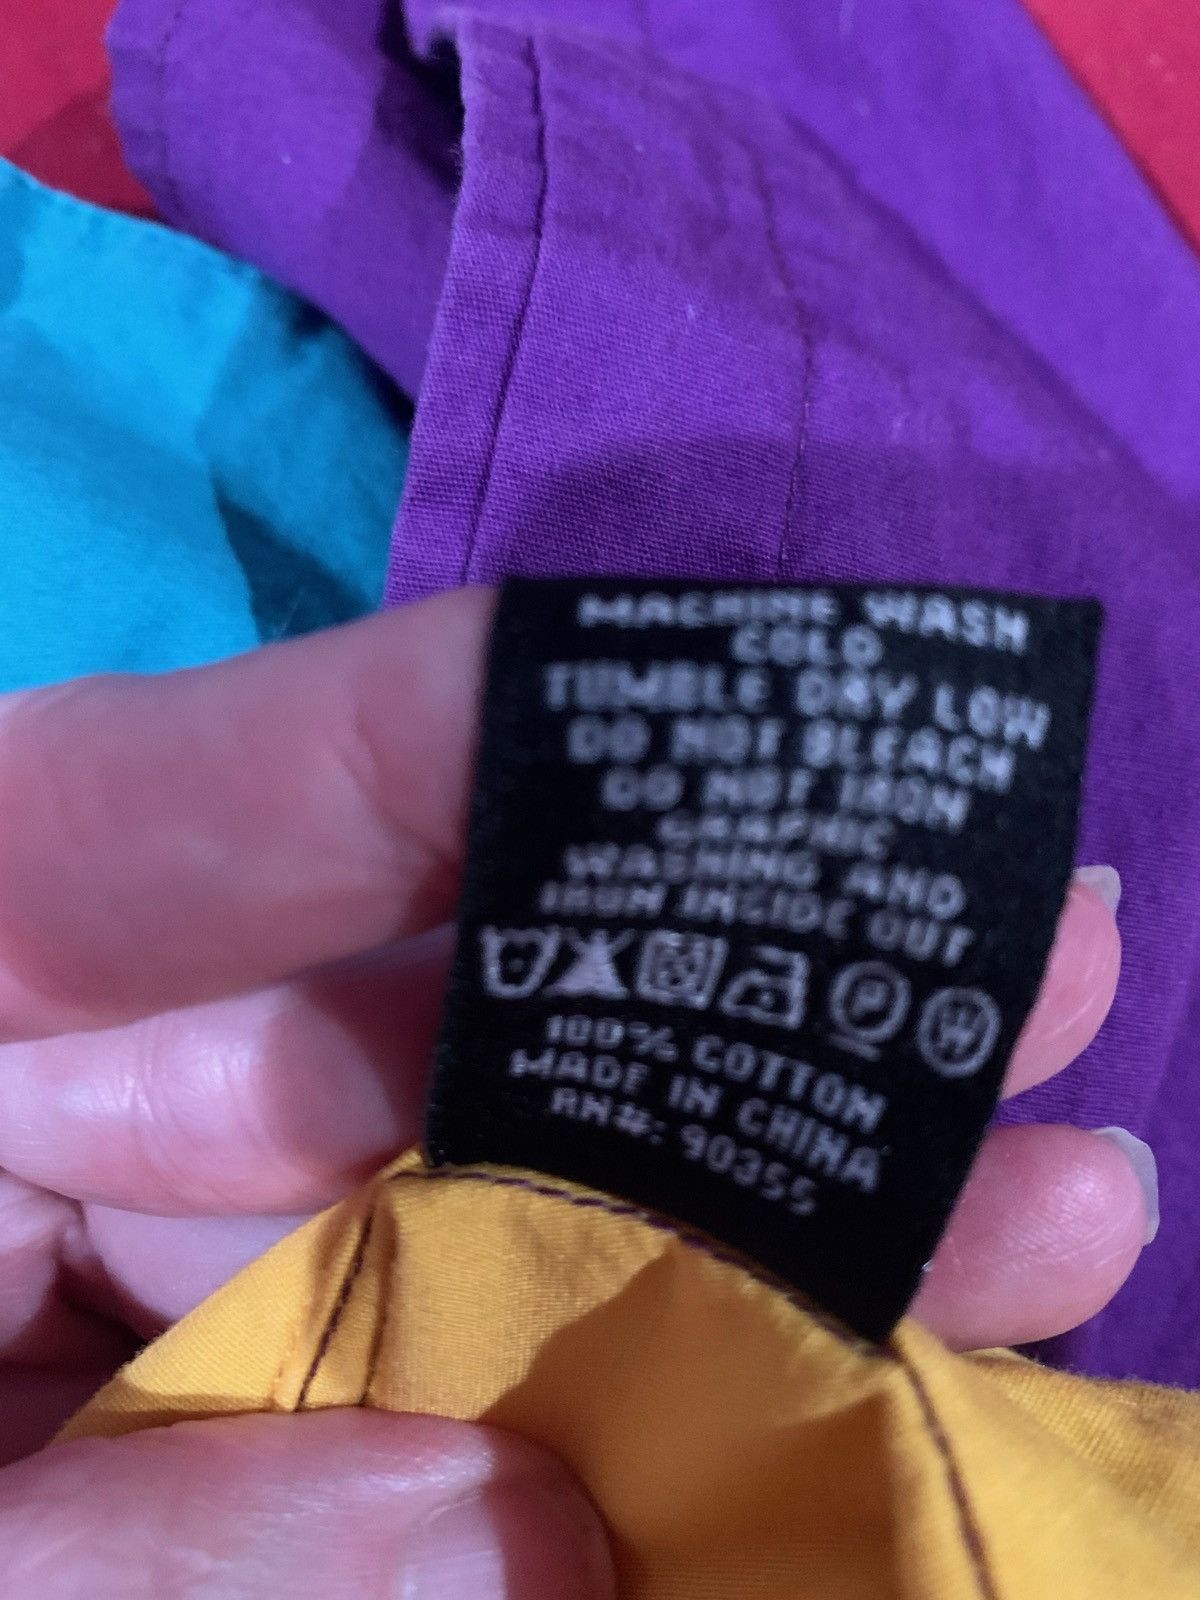 MACHINE WASH
COLD
TUMBLE DRY LOW
DO NOT BLEACH
DO NOT IRON
GRAPHIC
WASHING AND
IRON INSIDE OUT
P W
100% COTTON
MADE IN CHINA
RN#: 90355